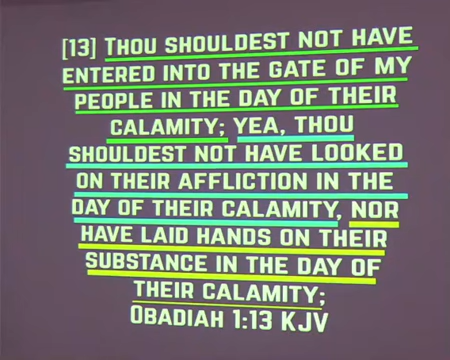 [13] THOU SHOULDEST NOT HAVE
ENTERED INTO THE GATE OF MY
PEOPLE IN THE DAY OF THEIR
CALAMITY; YEA, THOU
SHOULDEST NOT HAVE LOOKED
ON THEIR AFFLICTION IN THE
DAY OF THEIR CALAMITY, NOR
HAVE LAID HANDS ON THEIR
SUBSTANCE IN THE DAY OF
THEIR CALAMITY;
OBADIAH 1:13 KJV